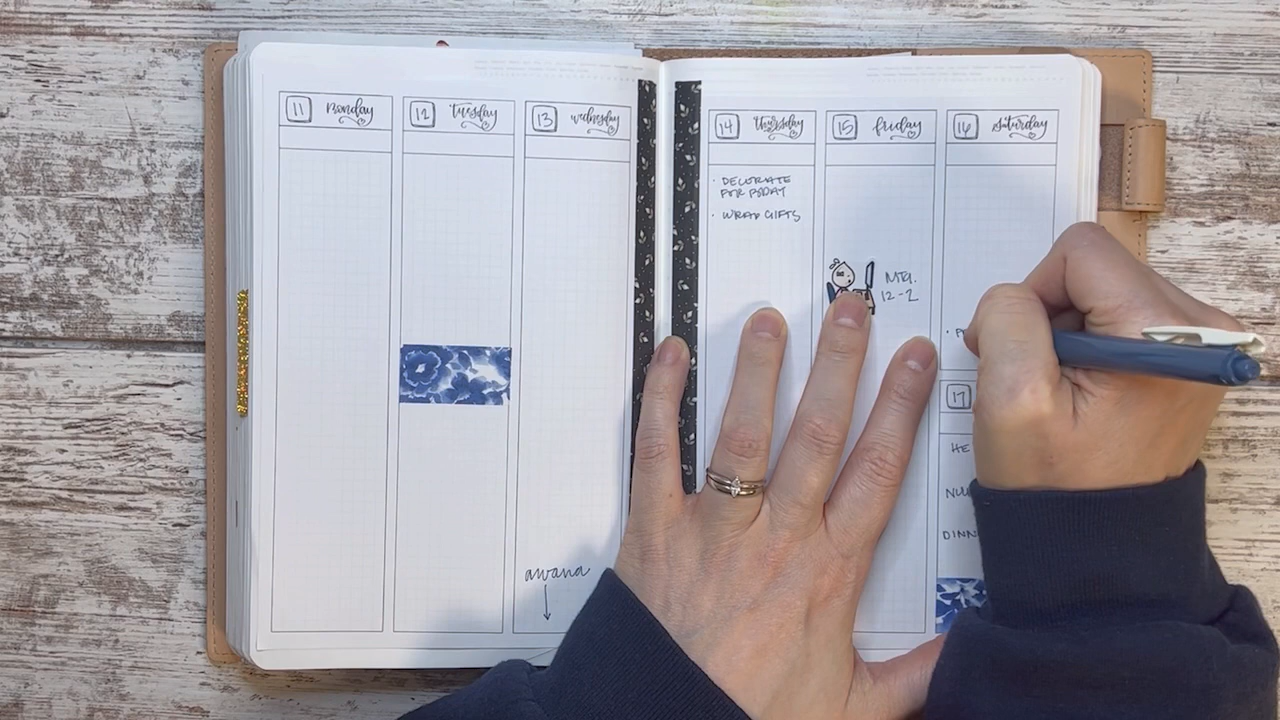 11 Monday
12 Tuesday
13 Wednesday
awana
14 Thursday
· DECORATE
FOR BDAY
· WRAP GIFTS
15 Friday
MTG.
12-2
16 Saturday
17